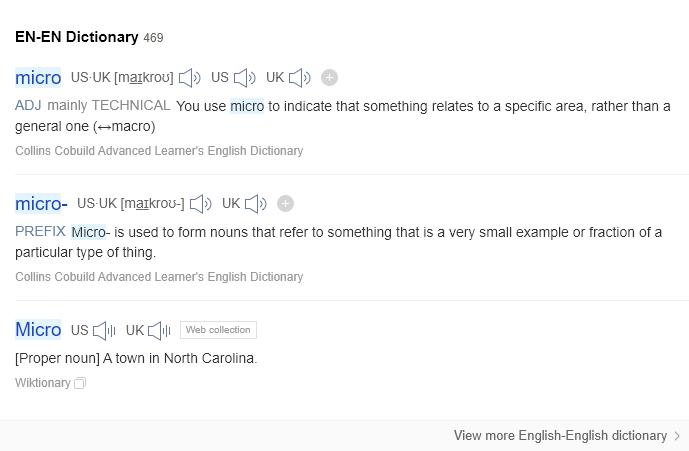 EN-EN Dictionary 469
micro US·UK [maɪkroʊ] US UK
ADJ mainly TECHNICAL You use micro to indicate that something relates to a specific area, rather than a
general one (↔macro)
Collins Cobuild Advanced Learner's English Dictionary
micro- US·UK [maɪkroʊ-] UK
PREFIX Micro- is used to form nouns that refer to something that is a very small example or fraction of a
particular type of thing.
Collins Cobuild Advanced Learner's English Dictionary
Micro US UK Web collection
[Proper noun] A town in North Carolina.
Wiktionary
View more English-English dictionary >